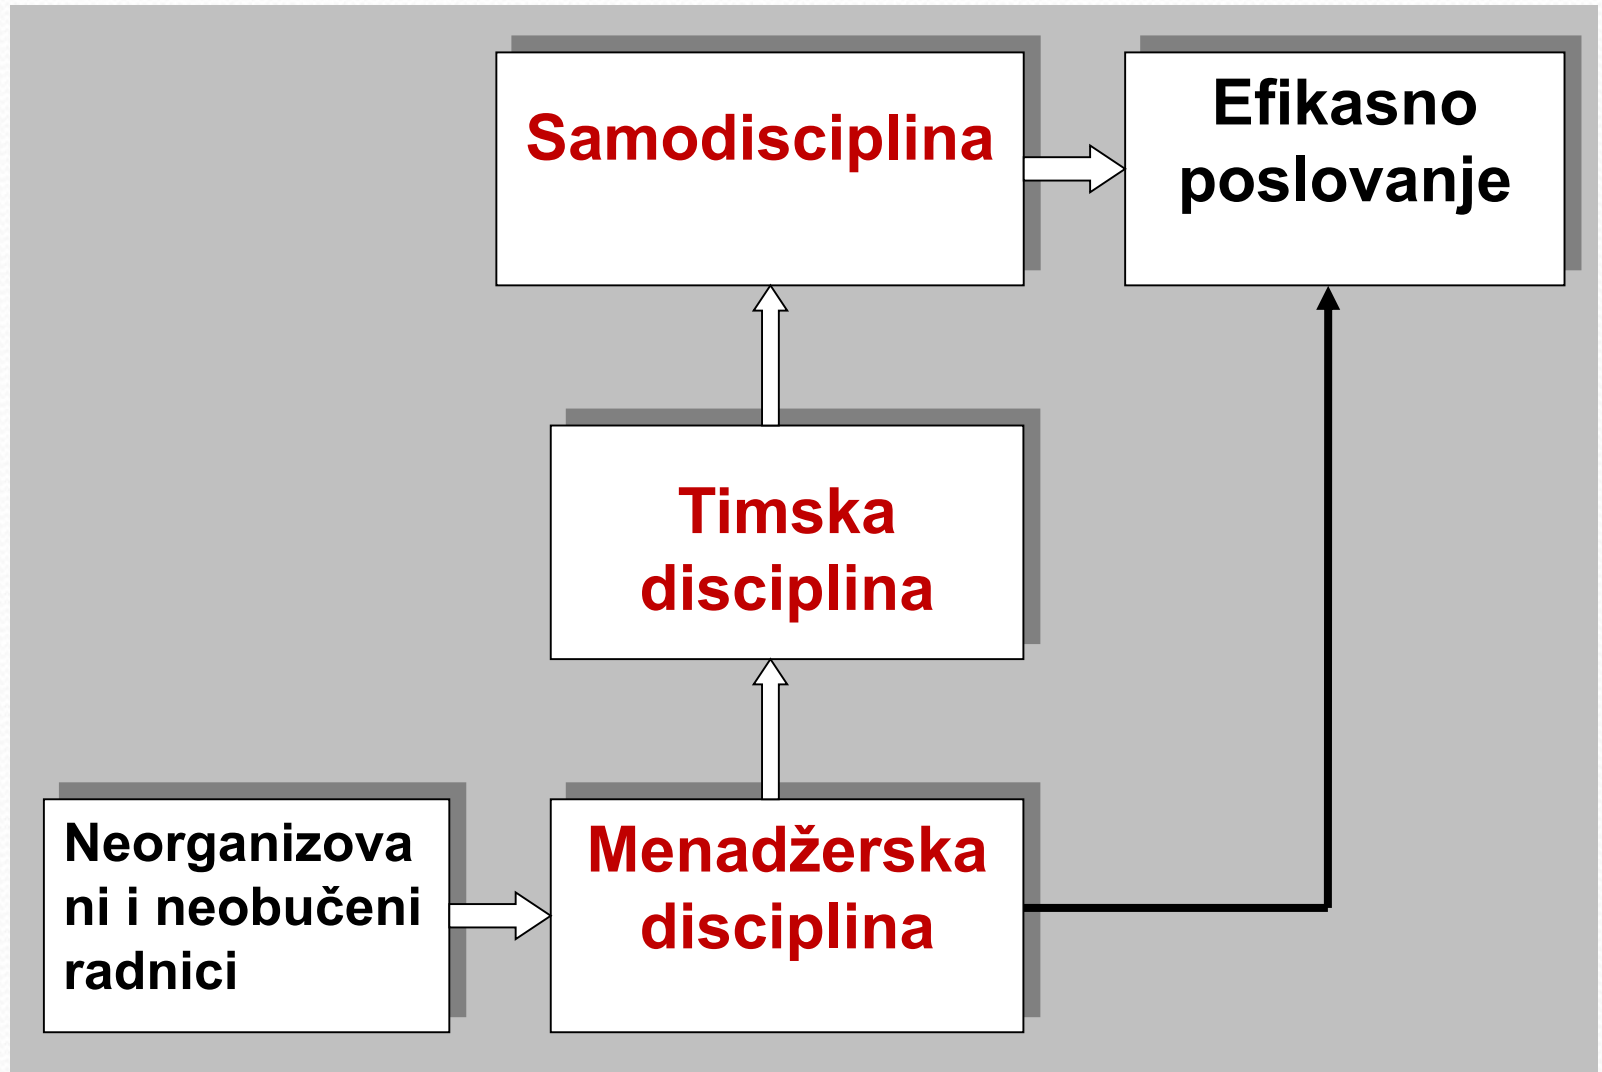 Samodisciplina
Efikasno
poslovanje
Timska
disciplina
Neorganizova
ni i neobučeni
radnici
Menadžerska
disciplina